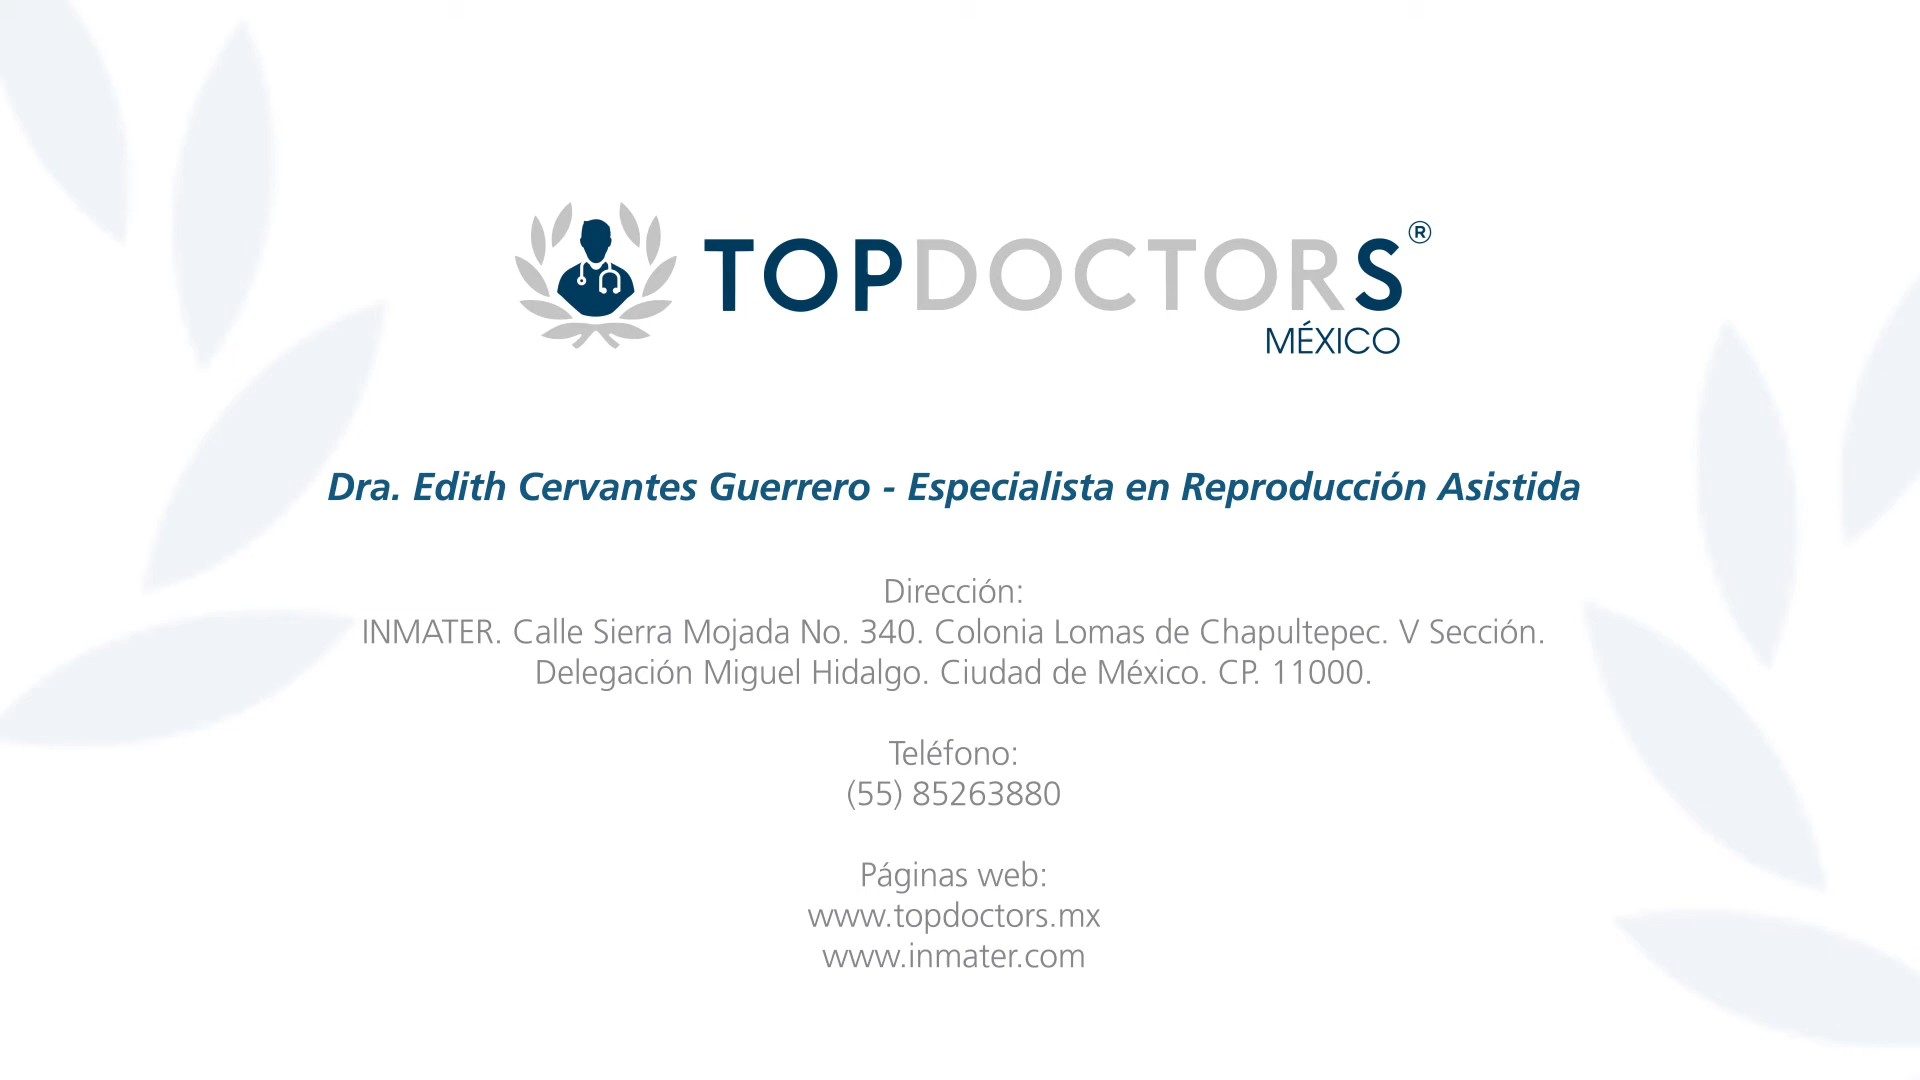 TOPDOCTORS®
MÉXICO
Dra. Edith Cervantes Guerrero - Especialista en Reproducción Asistida
Dirección:
INMATER. Calle Sierra Mojada No. 340. Colonia Lomas de Chapultepec. V Sección.
Delegación Miguel Hidalgo. Ciudad de México. CP. 11000.
Teléfono:
(55) 85263880
Páginas web:
www.topdoctors.mx
www.inmater.com